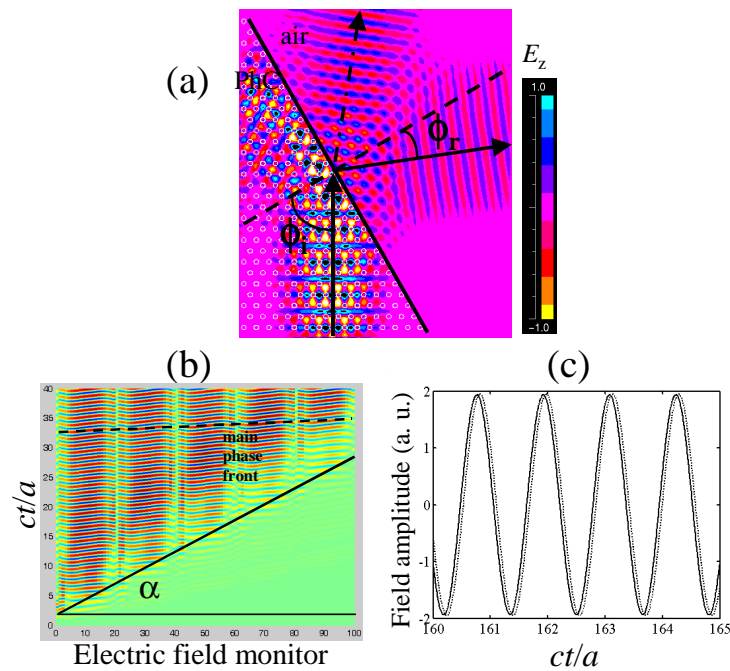 (a)
air
PhC
ϕr
ϕi
Ez
1.0
-1.0
(b)
ct/a
40
35
30
25
20
15
10
5
0
main
phase
front
α
0 10 20 30 40 50 60 70 80 90 100
Electric field monitor
(c)
Field amplitude (a. u.)
2
1
0
-1
-2
160 161 162 163 164 165
ct/a